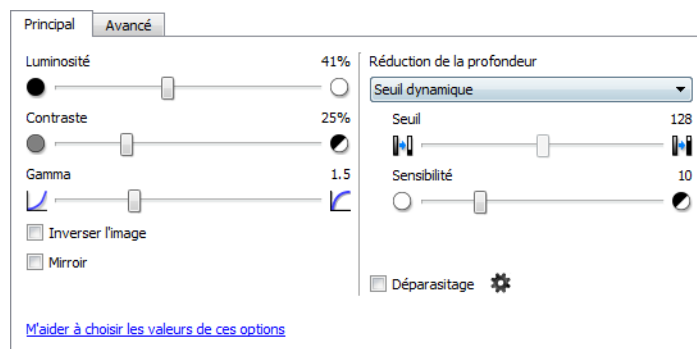 Principal
Avancé
Luminosité
41%
Contraste
25%
Gamma
1.5
Inverser l'image
Mirroir
M'aider à choisir les valeurs de ces options
Réduction de la profondeur
Seuil dynamique
Seuil
128
Sensibilité
10
Déparasitage